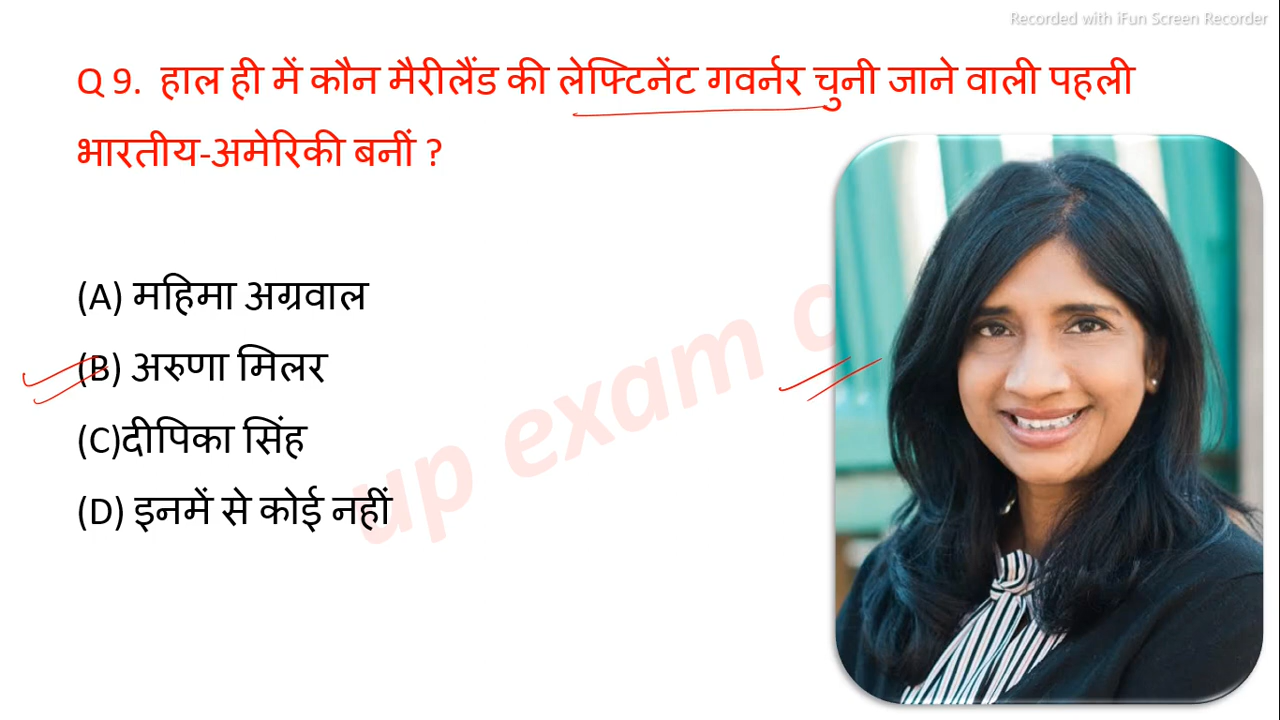 Recorded with iFun Screen Recorder
Q 9. हाल ही में कौन मैरीलैंड की लेफ्टिनेंट गवर्नर चुनी जाने वाली पहली
भारतीय-अमेरिकी बनीं ?
(A) महिमा अग्रवाल
(B) अरुणा मिलर
(C)दीपिका सिंह
(D) इनमें से कोई नहीं
up exam